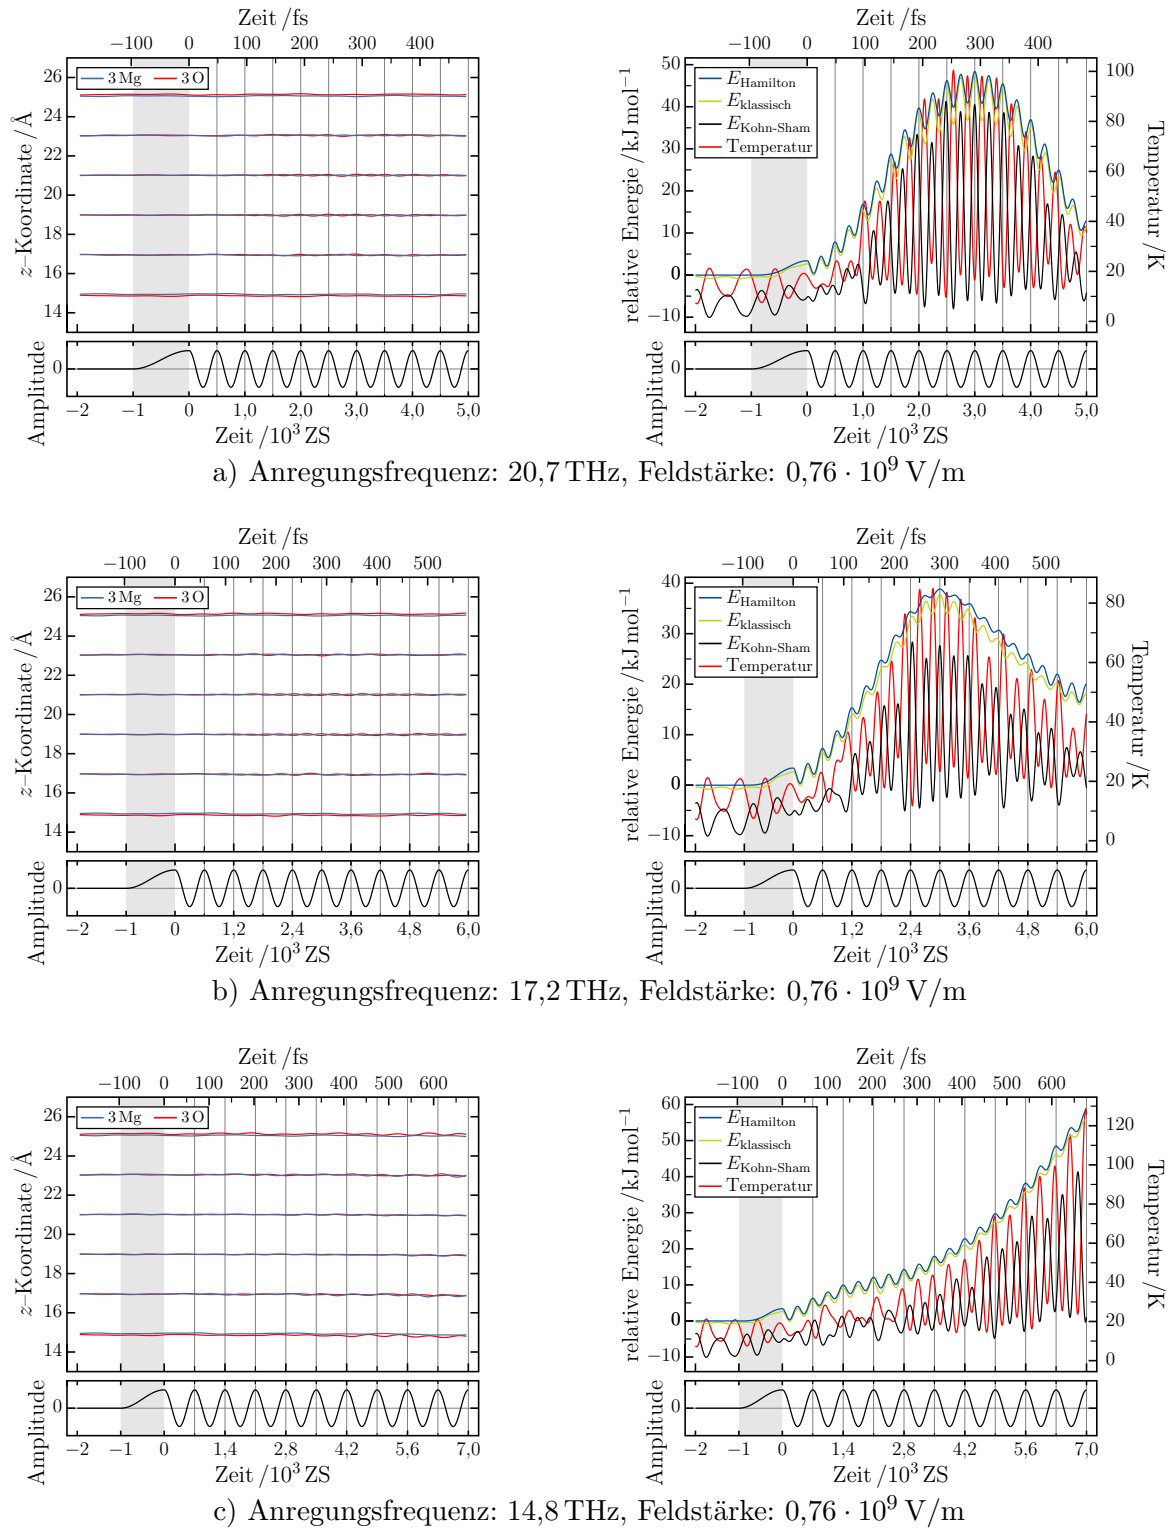 Zeit /fs
−100 0 100 200 300 400
26
24
22
20
18
16
14
z–Koordinate /Å
3 Mg 3 O
Amplitude
0
−2 −1 0 1,0 2,0 3,0 4,0 5,0
Zeit /10³ ZS
Zeit /fs
−100 0 100 200 300 400
50
40
30
20
10
0
−10
relative Energie /kJ mol⁻¹
E_Hamilton
E_klassisch
E_Kohn-Sham
Temperatur
100
80
60
40
20
0
Temperatur /K
Amplitude
0
−2 −1 0 1,0 2,0 3,0 4,0 5,0
Zeit /10³ ZS
a) Anregungsfrequenz: 20,7 THz, Feldstärke: 0,76 · 10⁹ V/m
Zeit /fs
−100 0 100 200 300 400 500
26
24
22
20
18
16
14
z–Koordinate /Å
3 Mg 3 O
Amplitude
0
−2 −1 0 1,2 2,4 3,6 4,8 6,0
Zeit /10³ ZS
Zeit /fs
−100 0 100 200 300 400 500
40
30
20
10
0
−10
relative Energie /kJ mol⁻¹
E_Hamilton
E_klassisch
E_Kohn-Sham
Temperatur
80
60
40
20
0
Temperatur /K
Amplitude
0
−2 −1 0 1,2 2,4 3,6 4,8 6,0
Zeit /10³ ZS
b) Anregungsfrequenz: 17,2 THz, Feldstärke: 0,76 · 10⁹ V/m
Zeit /fs
−100 0 100 200 300 400 500 600
26
24
22
20
18
16
14
z–Koordinate /Å
3 Mg 3 O
Amplitude
0
−2 −1 0 1,4 2,8 4,2 5,6 7,0
Zeit /10³ ZS
Zeit /fs
−100 0 100 200 300 400 500 600
60
50
40
30
20
10
0
−10
relative Energie /kJ mol⁻¹
E_Hamilton
E_klassisch
E_Kohn-Sham
Temperatur
120
100
80
60
40
20
0
Temperatur /K
Amplitude
0
−2 −1 0 1,4 2,8 4,2 5,6 7,0
Zeit /10³ ZS
c) Anregungsfrequenz: 14,8 THz, Feldstärke: 0,76 · 10⁹ V/m